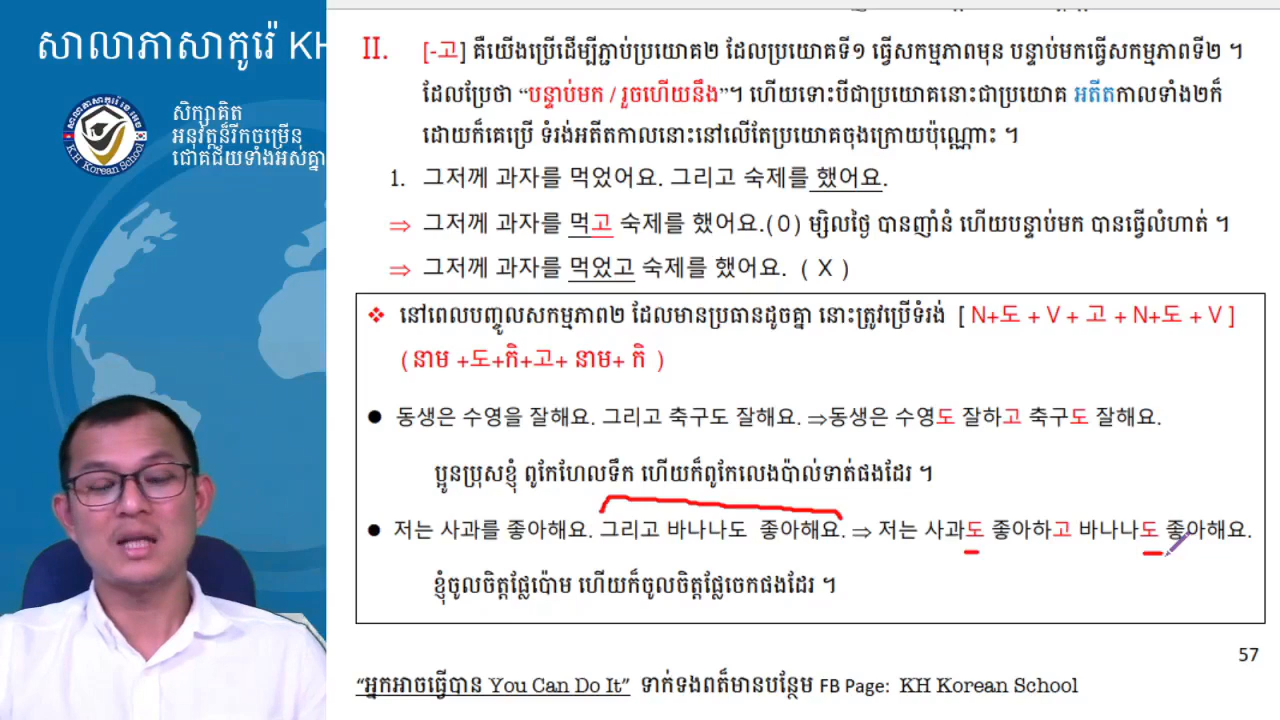 សាលាភាសាកូរ៉េ KH
សិក្សាគិត
អនុវត្តន៏រីកចម្រើន
ជោគជ័យទាំងអស់គ្នា
K.H Korean School
II. [-고] គឺយើងប្រើដើម្បីភ្ជាប់ប្រយោគ២ ដែលប្រយោគទី១ ធ្វើសកម្មភាពមុន បន្ទាប់មកធ្វើសកម្មភាពទី២ ។
ដែលប្រែថា “បន្ទាប់មក / រួចហើយនឹង”។ ហើយទោះបីជាប្រយោគនោះជាប្រយោគ អតីតកាលទាំង២ក៏
ដោយក៏គេប្រើ ទំរង់អតីតកាលនោះនៅលើតែប្រយោគចុងក្រោយប៉ុណ្ណោះ ។
1. 그저께 과자를 먹었어요. 그리고 숙제를 했어요.
⇒ 그저께 과자를 먹고 숙제를 했어요.( O ) ម្សិលថ្ងៃ បានញ៉ាំនំ ហើយបន្ទាប់មក បានធ្វើលំហាត់ ។
⇒ 그저께 과자를 먹었고 숙제를 했어요. ( X )
❖ នៅពេលបញ្ចូលសកម្មភាព២ ដែលមានប្រធានដូចគ្នា នោះត្រូវប្រើទំរង់ [ N+도 + V + 고 + N+도 + V ]
( នាម +도+កិ+고+ នាម+ កិ )
● 동생은 수영을 잘해요. 그리고 축구도 잘해요. ⇒동생은 수영도 잘하고 축구도 잘해요.
ប្អូនប្រុសខ្ញុំ ពូកែហែលទឹក ហើយក៏ពូកែលេងបាល់ទាត់ផងដែរ ។
● 저는 사과를 좋아해요. 그리고 바나나도 좋아해요. ⇒ 저는 사과도 좋아하고 바나나도 좋아해요.
ខ្ញុំចូលចិត្តផ្លែប៉ោម ហើយក៏ចូលចិត្តផ្លែចេកផងដែរ ។
57
“អ្នកអាចធ្វើបាន You Can Do It” ទាក់ទងពត៌មានបន្ថែម FB Page: KH Korean School